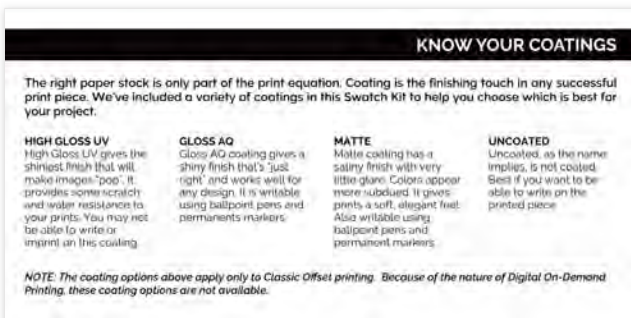 KNOW YOUR COATINGS
The right paper stock is only part of the print equation. Coating is the finishing touch in any successful
print piece. We've included a variety of coatings in this Swatch Kit to help you choose which is best for
your project.
HIGH GLOSS UV
High Gloss UV gives the
shiniest finish that will
make images "pop". It
provides some scratch
and water resistance to
your prints. You may not
be able to write or
imprint on this coating.
GLOSS AQ
Gloss AQ coating gives a
shiny finish that's "just
right" and works well for
any design. It is writable
using ballpoint pens and
permanents markers.
MATTE
Matte coating has a
satiny finish with very
little glare. Colors appear
more subdued. It gives
prints a soft, elegant feel.
Also writable using
ballpoint pens and
permanent markers.
UNCOATED
Uncoated, as the name
implies, is not coated.
Best if you want to be
able to write on the
printed piece.
NOTE: The coating options above apply only to Classic Offset printing. Because of the nature of Digital On-Demand
Printing, these coating options are not available.